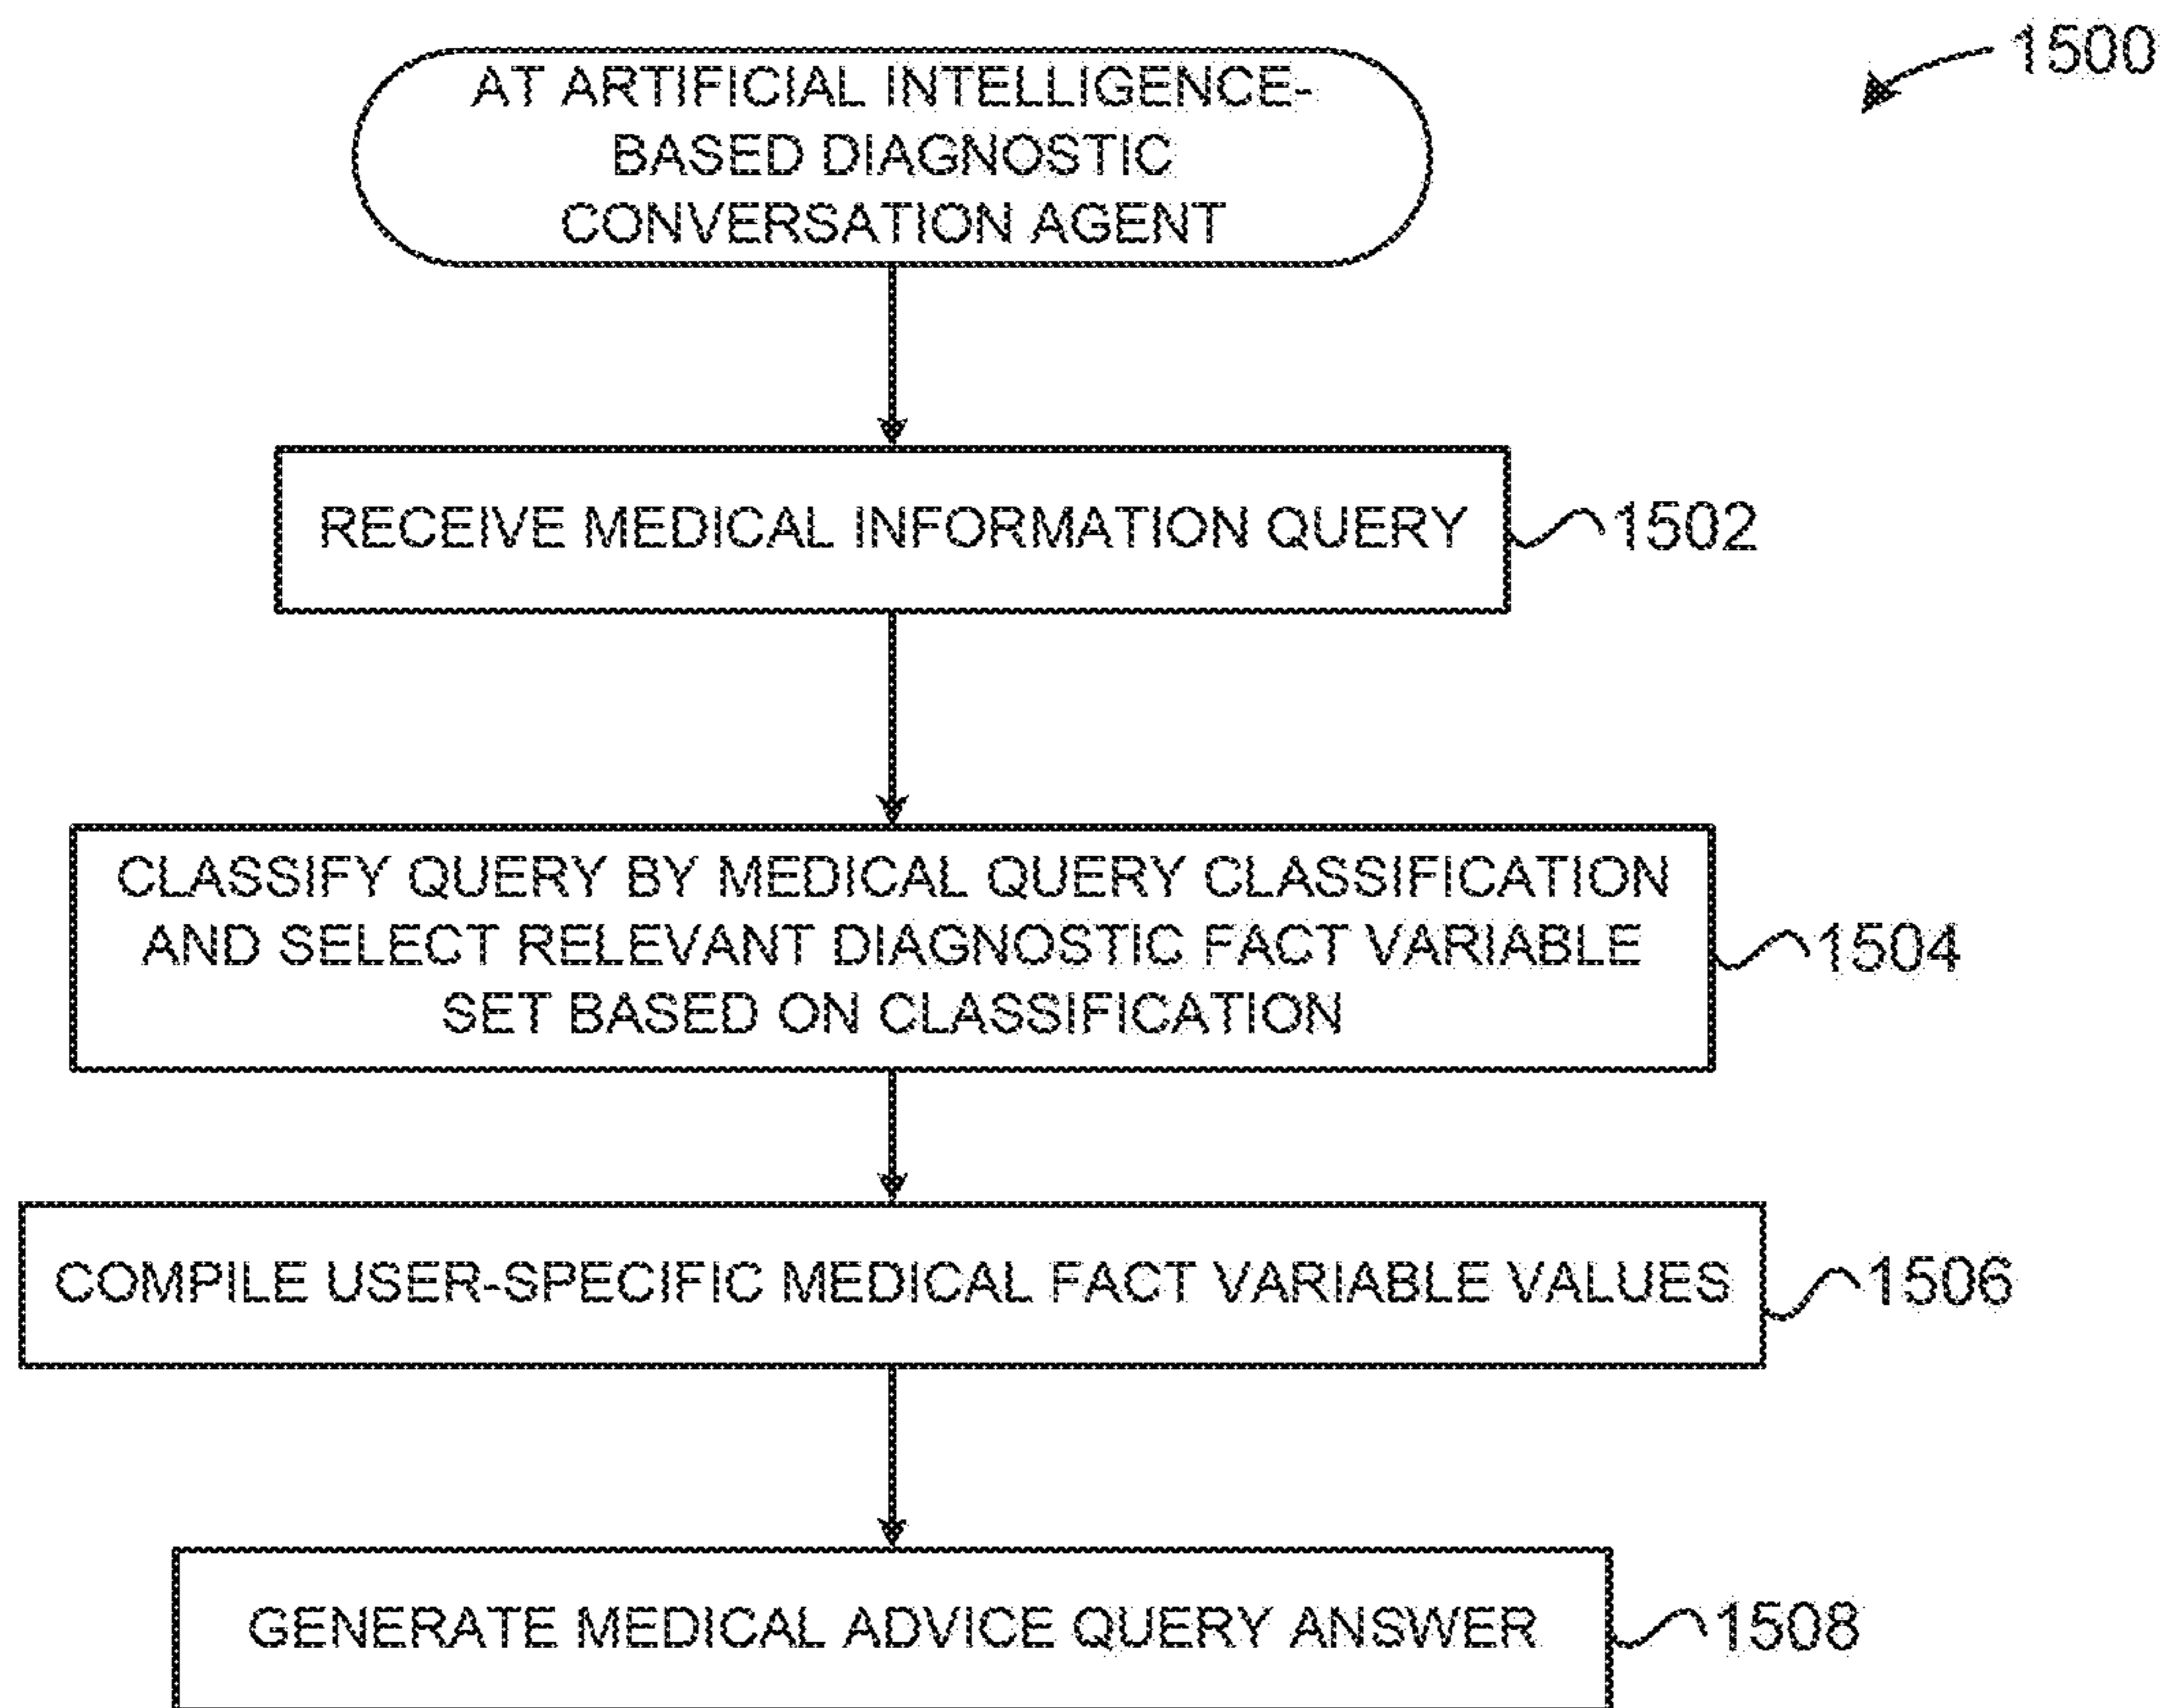 1500
AT ARTIFICIAL INTELLIGENCE-
BASED DIAGNOSTIC
CONVERSATION AGENT
RECEIVE MEDICAL INFORMATION QUERY
1502
CLASSIFY QUERY BY MEDICAL QUERY CLASSIFICATION
AND SELECT RELEVANT DIAGNOSTIC FACT VARIABLE
SET BASED ON CLASSIFICATION
1504
COMPILE USER-SPECIFIC MEDICAL FACT VARIABLE VALUES
1506
GENERATE MEDICAL ADVICE QUERY ANSWER
1508